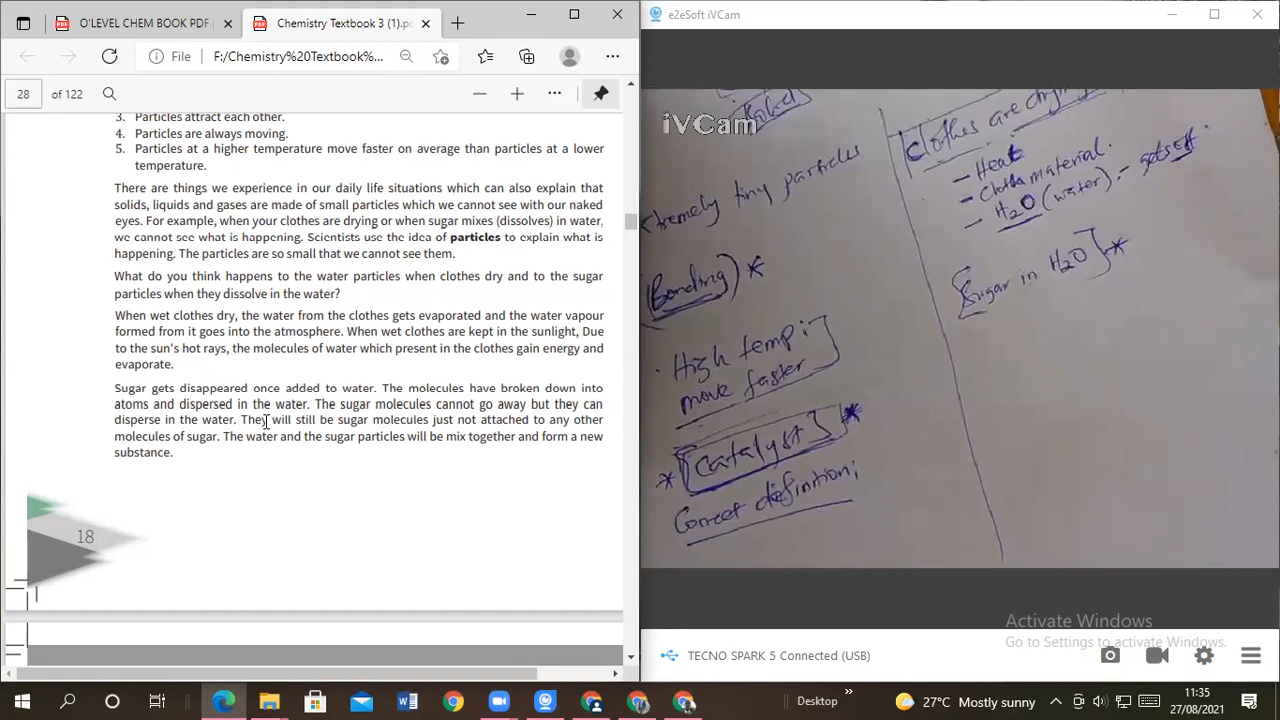 O'LEVEL CHEM BOOK PDF
Chemistry Textbook 3 (1).pc
File
F:/Chemistry%20Textbook%...
28
of 122
3. Particles attract each other.
4. Particles are always moving.
5. Particles at a higher temperature move faster on average than particles at a lower
temperature.
There are things we experience in our daily life situations which can also explain that
solids, liquids and gases are made of small particles which we cannot see with our naked
eyes. For example, when your clothes are drying or when sugar mixes (dissolves) in water,
we cannot see what is happening. Scientists use the idea of particles to explain what is
happening. The particles are so small that we cannot see them.
What do you think happens to the water particles when clothes dry and to the sugar
particles when they dissolve in the water?
When wet clothes dry, the water from the clothes gets evaporated and the water vapour
formed from it goes into the atmosphere. When wet clothes are kept in the sunlight, Due
to the sun's hot rays, the molecules of water which present in the clothes gain energy and
evaporate.
Sugar gets disappeared once added to water. The molecules have broken down into
atoms and dispersed in the water. The sugar molecules cannot go away but they can
disperse in the water. They will still be sugar molecules just not attached to any other
molecules of sugar. The water and the sugar particles will be mix together and form a new
substance.
18
e2eSoft iVCam
iVCam
xtremely tiny particles
(Bonding) *
High temp:
move faster
* [Catalyst] *
Correct definition;
Clothes are drying
- Heat
- Cloth material.
- H2O (water). - gets
Sugar in H2O *
Activate Windows
Go to Settings to activate Windows.
TECNO SPARK 5 Connected (USB)
Desktop
27°C Mostly sunny
11:35
27/08/2021